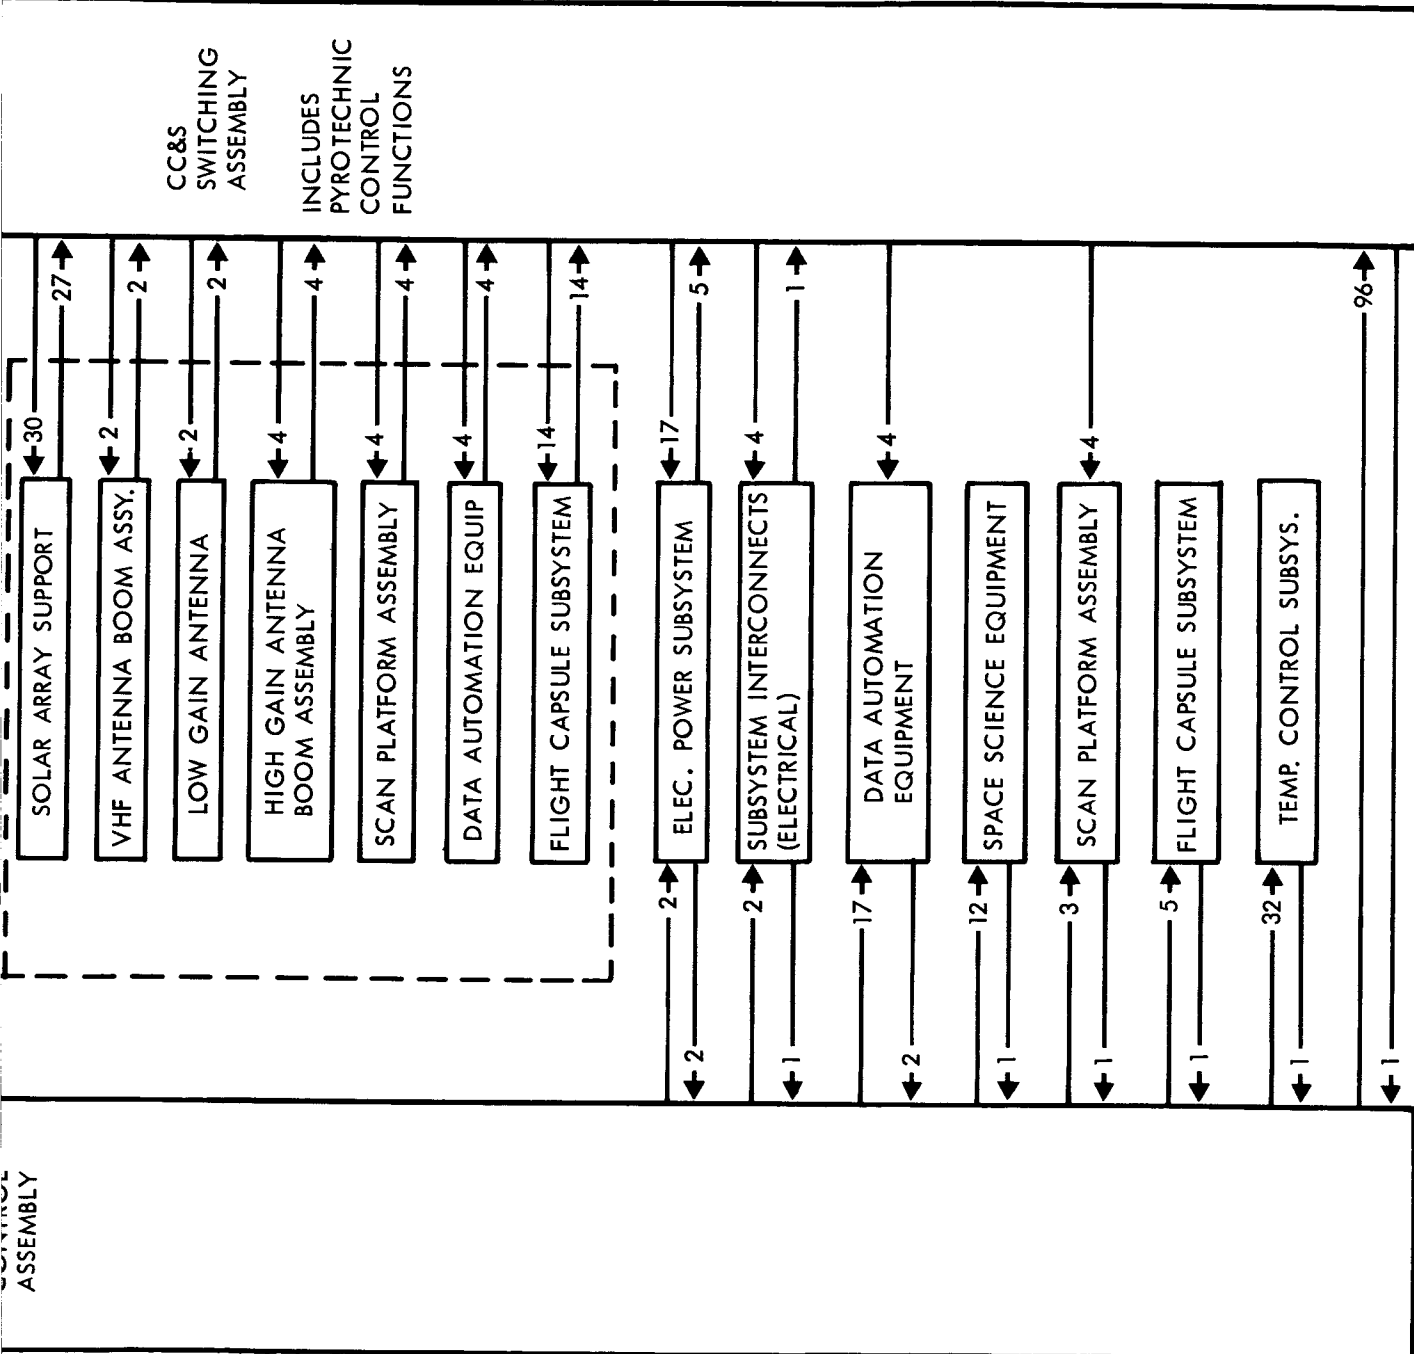 CC&S
SWITCHING
ASSEMBLY
INCLUDES
PYROTECHNIC
CONTROL
FUNCTIONS
30
27
SOLAR ARRAY SUPPORT
2
2
VHF ANTENNA BOOM ASSY.
2
2
LOW GAIN ANTENNA
4
4
HIGH GAIN ANTENNA
BOOM ASSEMBLY
4
4
SCAN PLATFORM ASSEMBLY
4
4
DATA AUTOMATION EQUIP
14
14
FLIGHT CAPSULE SUBSYSTEM
17
5
ELEC. POWER SUBSYSTEM
2
2
4
1
SUBSYSTEM INTERCONNECTS
(ELECTRICAL)
2
1
4
DATA AUTOMATION
EQUIPMENT
17
2
SPACE SCIENCE EQUIPMENT
12
1
4
SCAN PLATFORM ASSEMBLY
3
1
FLIGHT CAPSULE SUBSYSTEM
5
1
TEMP. CONTROL SUBSYS.
32
1
96
1
ASSEMBLY